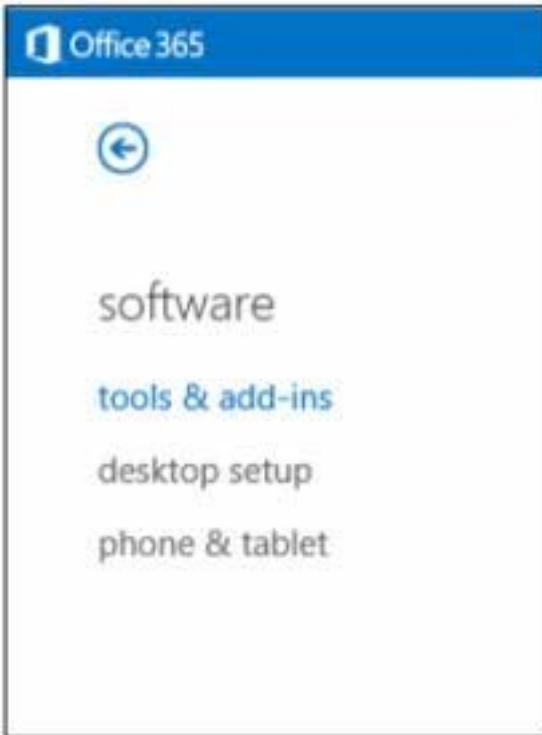 Office 365
software
tools & add-ins
desktop setup
phone & tablet